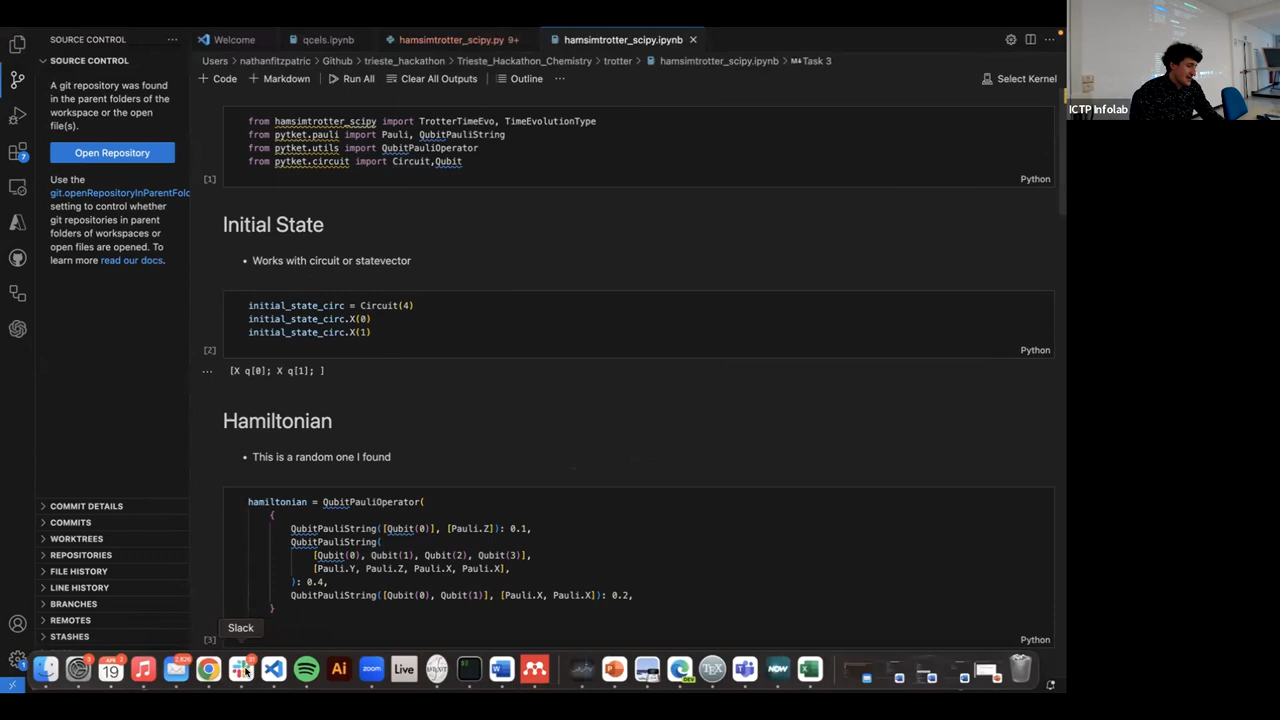 SOURCE CONTROL
SOURCE CONTROL
A git repository was
found in the parent
folders of the
workspace or the open
file(s).
Open Repository
Use the
git.openRepositoryInParentFolc
setting to control whether
git repositories in parent
folders of workspaces or
open files are opened. To
learn more read our docs.
COMMIT DETAILS
COMMITS
WORKTREES
REPOSITORIES
FILE HISTORY
LINE HISTORY
BRANCHES
REMOTES
STASHES
Welcome
qcels.ipynb
hamsimtrotter_scipy.py 9+
hamsimtrotter_scipy.ipynb
Users > nathanfitzpatric > Github > trieste_hackathon > Trieste_Hackathon_Chemistry > trotter > hamsimtrotter_scipy.ipynb > Task 3
+ Code + Markdown Run All Clear All Outputs Outline ... Select Kernel
from hamsimtrotter_scipy import TrotterTimeEvo, TimeEvolutionType
from pytket.pauli import Pauli, QubitPauliString
from pytket.utils import QubitPauliOperator
from pytket.circuit import Circuit,Qubit
[1] Python
Initial State
• Works with circuit or statevector
initial_state_circ = Circuit(4)
initial_state_circ.X(0)
initial_state_circ.X(1)
[2] Python
... [X q[0]; X q[1]; ]
Hamiltonian
• This is a random one I found
hamiltonian = QubitPauliOperator(
{
QubitPauliString([Qubit(0)], [Pauli.Z]): 0.1,
QubitPauliString(
[Qubit(0), Qubit(1), Qubit(2), Qubit(3)],
[Pauli.Y, Pauli.Z, Pauli.X, Pauli.X],
): 0.4,
QubitPauliString([Qubit(0), Qubit(1)], [Pauli.X, Pauli.X]): 0.2,
}
[3] Python
Slack
19
Ai
zoom
Live
TEX
NOW
ICTP Infolab